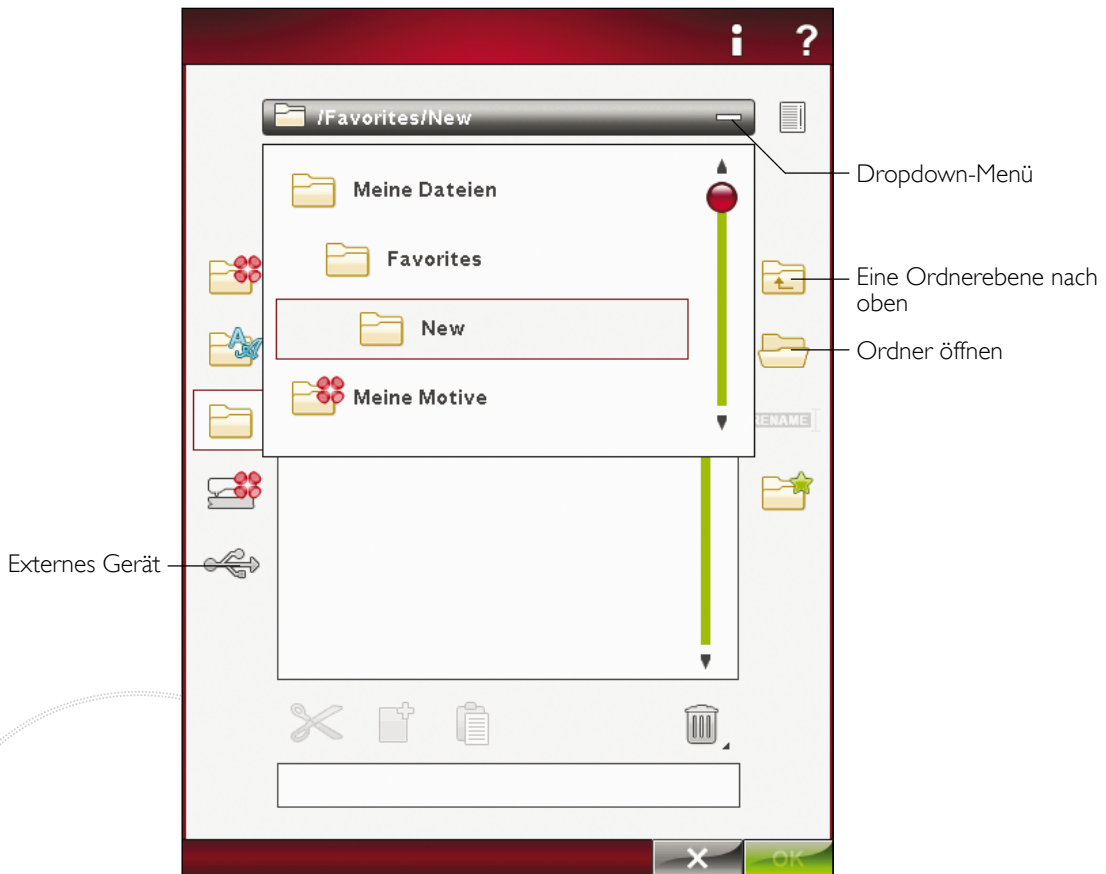 i ?
/Favorites/New
Dropdown-Menü
Meine Dateien
Favorites
New
Meine Motive
Eine Ordnerebene nach
oben
Ordner öffnen
RENAME
Externes Gerät
OK